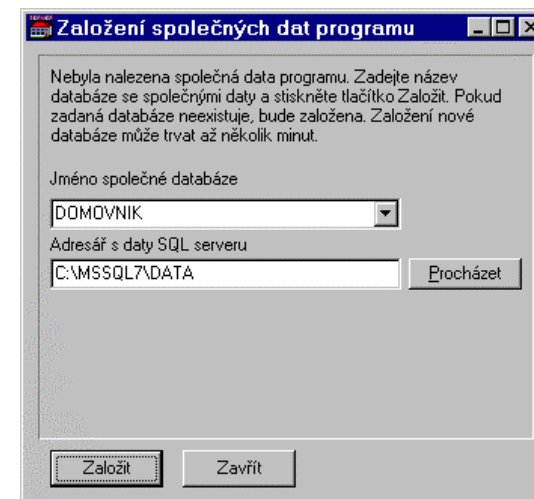 Založení společných dat programu
Nebyla nalezena společná data programu. Zadejte název
databáze se společnými daty a stiskněte tlačítko Založit. Pokud
zadaná databáze neexistuje, bude založena. Založení nové
databáze může trvat až několik minut.
Jméno společné databáze
DOMOVNIK
Adresář s daty SQL serveru
C:\MSSQL7\DATA
Procházet
Založit
Zavřít